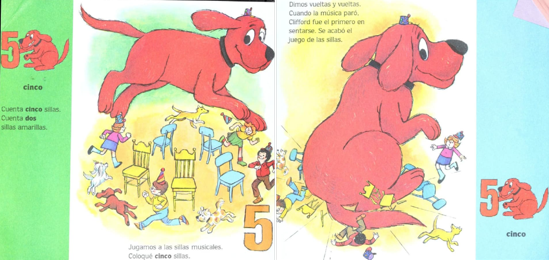 5
cinco
Cuenta cinco sillas.
Cuenta dos
sillas amarillas.
Jugamos a las sillas musicales.
Coloqué cinco sillas.
5
Dimos vueltas y vueltas.
Cuando la música paró,
Clifford fue el primero en
sentarse. Se acabó el
juego de las sillas.
5
cinco